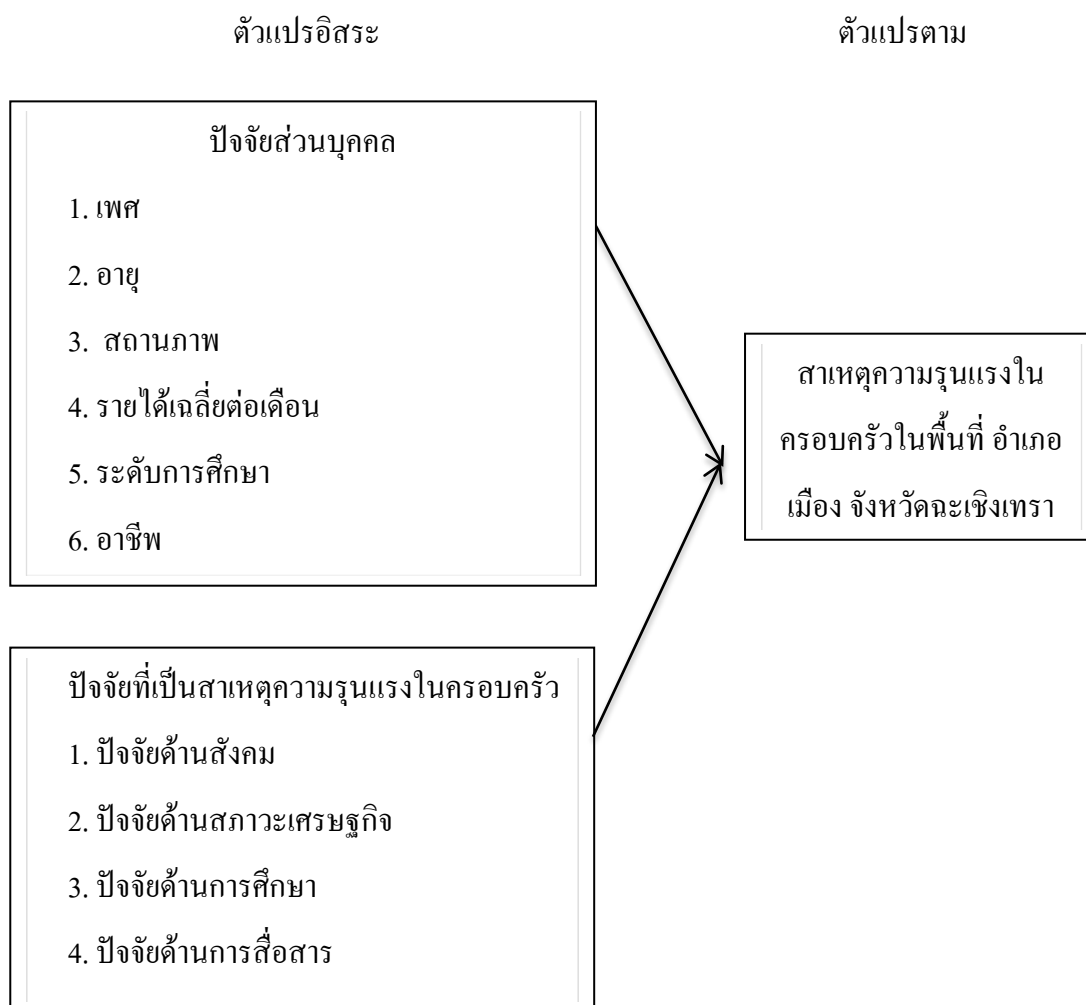 ตัวแปรอิสระ
ตัวแปรตาม
ปัจจัยส่วนบุคคล
1. เพศ
2. อายุ
3. สถานภาพ
4. รายได้เฉลี่ยต่อเดือน
5. ระดับการศึกษา
6. อาชีพ
สาเหตุความรุนแรงใน
ครอบครัวในพื้นที่ อำเภอ
เมือง จังหวัดฉะเชิงเทรา
ปัจจัยที่เป็นสาเหตุความรุนแรงในครอบครัว
1. ปัจจัยด้านสังคม
2. ปัจจัยด้านสภาวะเศรษฐกิจ
3. ปัจจัยด้านการศึกษา
4. ปัจจัยด้านการสื่อสาร